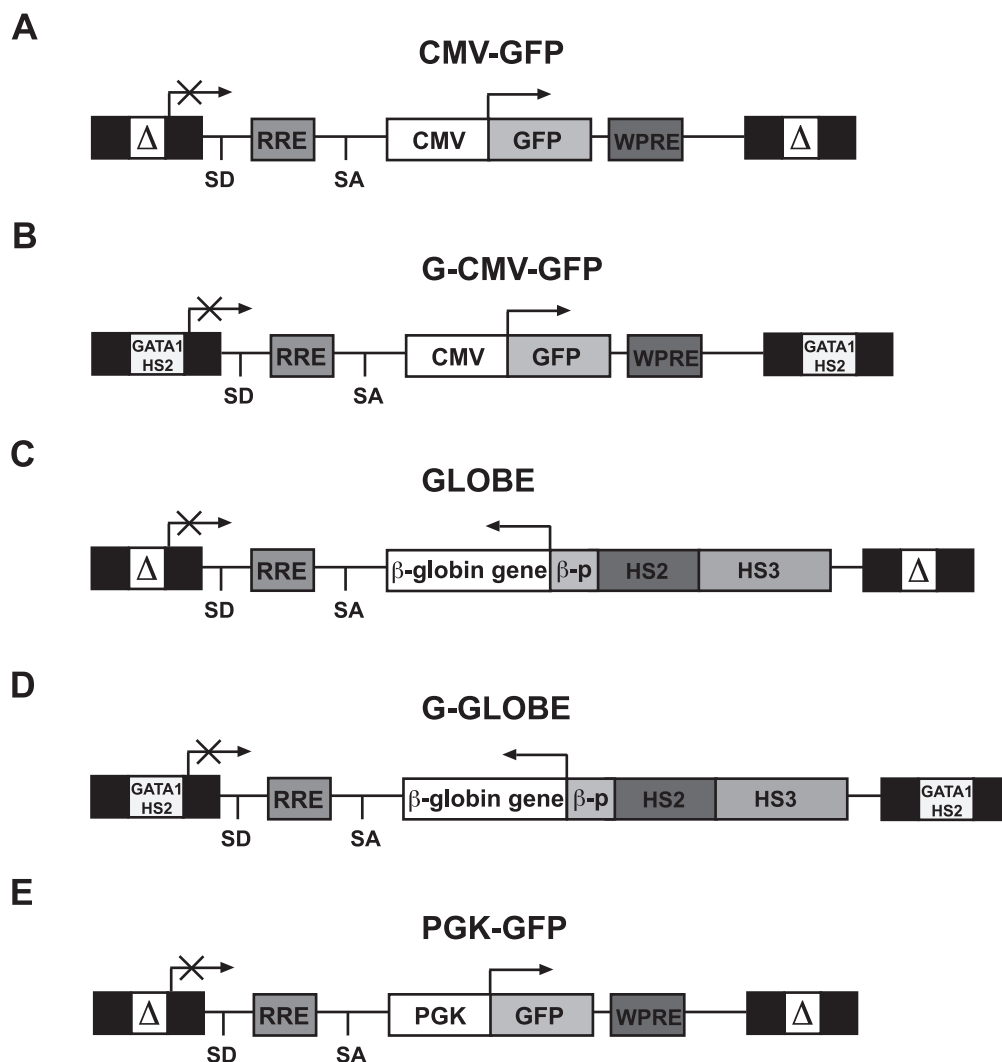 A
CMV-GFP
Δ RRE CMV GFP WPRE Δ
SD SA
B
G-CMV-GFP
GATA1 HS2 RRE CMV GFP WPRE GATA1 HS2
SD SA
C
GLOBE
Δ RRE β-globin gene β-p HS2 HS3 Δ
SD SA
D
G-GLOBE
GATA1 HS2 RRE β-globin gene β-p HS2 HS3 GATA1 HS2
SD SA
E
PGK-GFP
Δ RRE PGK GFP WPRE Δ
SD SA